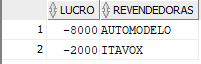 LUCRO REVENDEDORAS
1 -8000 AUTOMODELO
2 -2000 ITAVOX